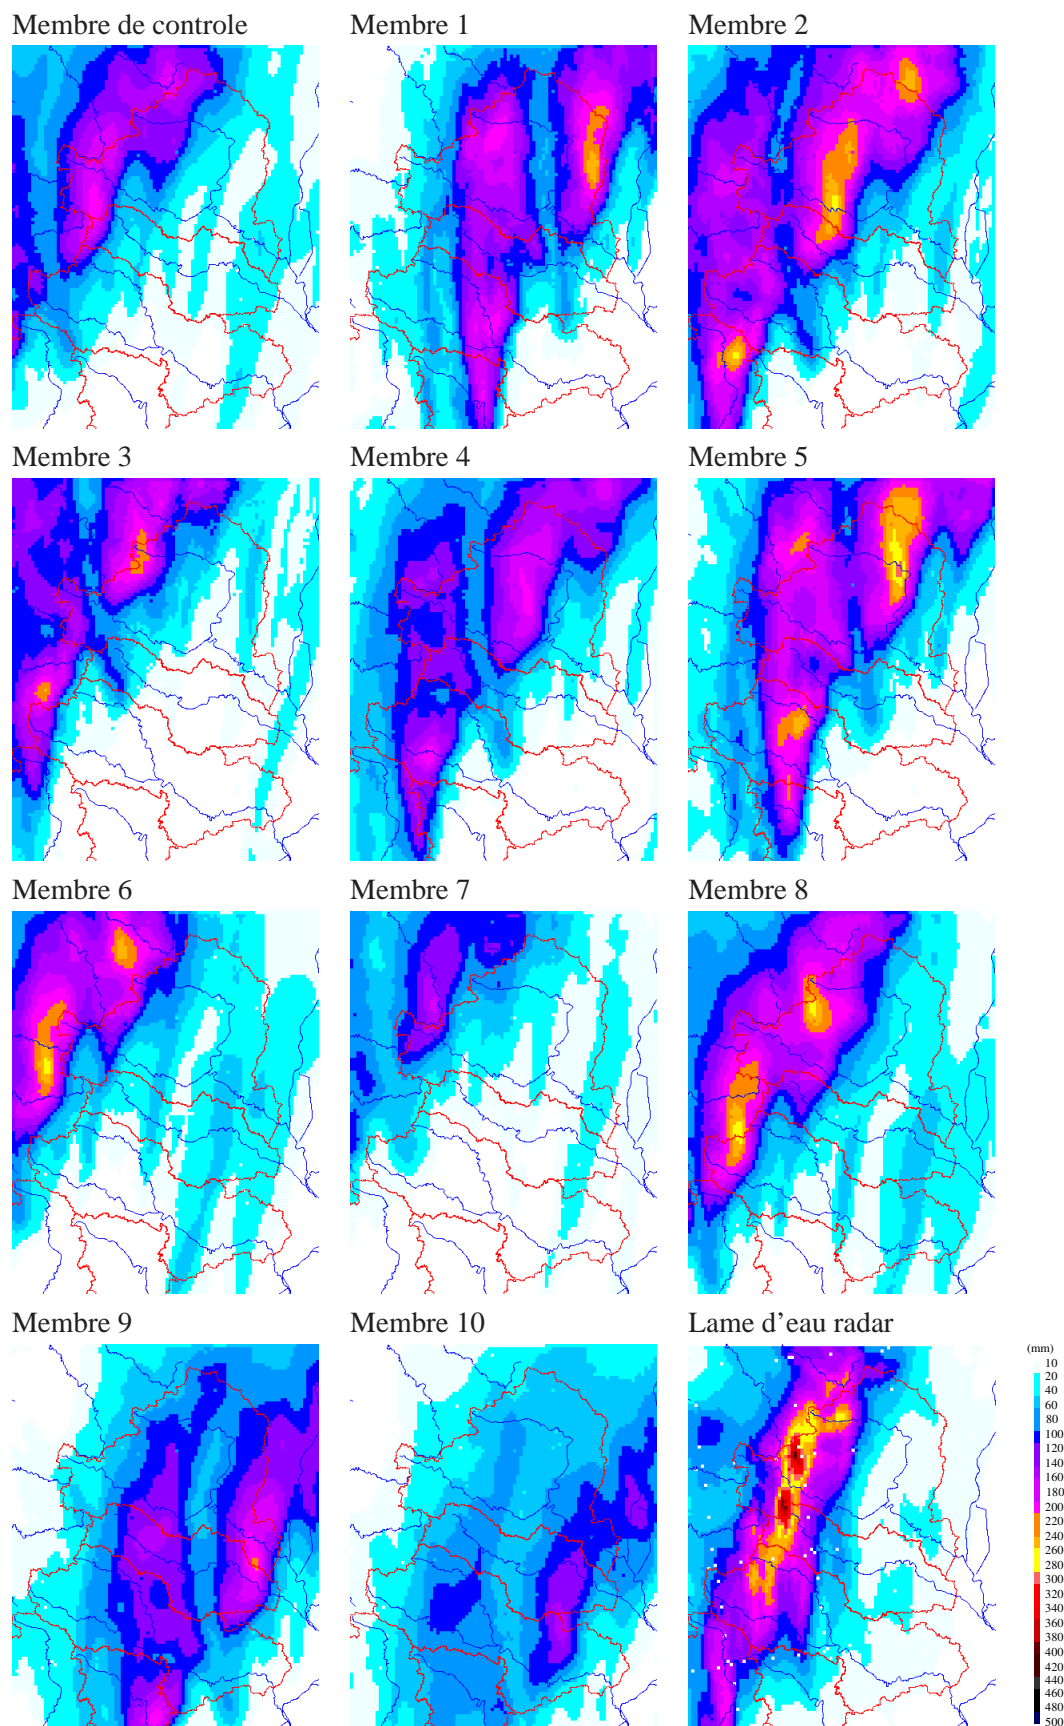 Membre de controle
Membre 1
Membre 2
Membre 3
Membre 4
Membre 5
Membre 6
Membre 7
Membre 8
Membre 9
Membre 10
Lame d'eau radar
(mm)
10
20
40
60
80
100
120
140
160
180
200
220
240
260
280
300
320
340
360
380
400
420
440
460
480
500